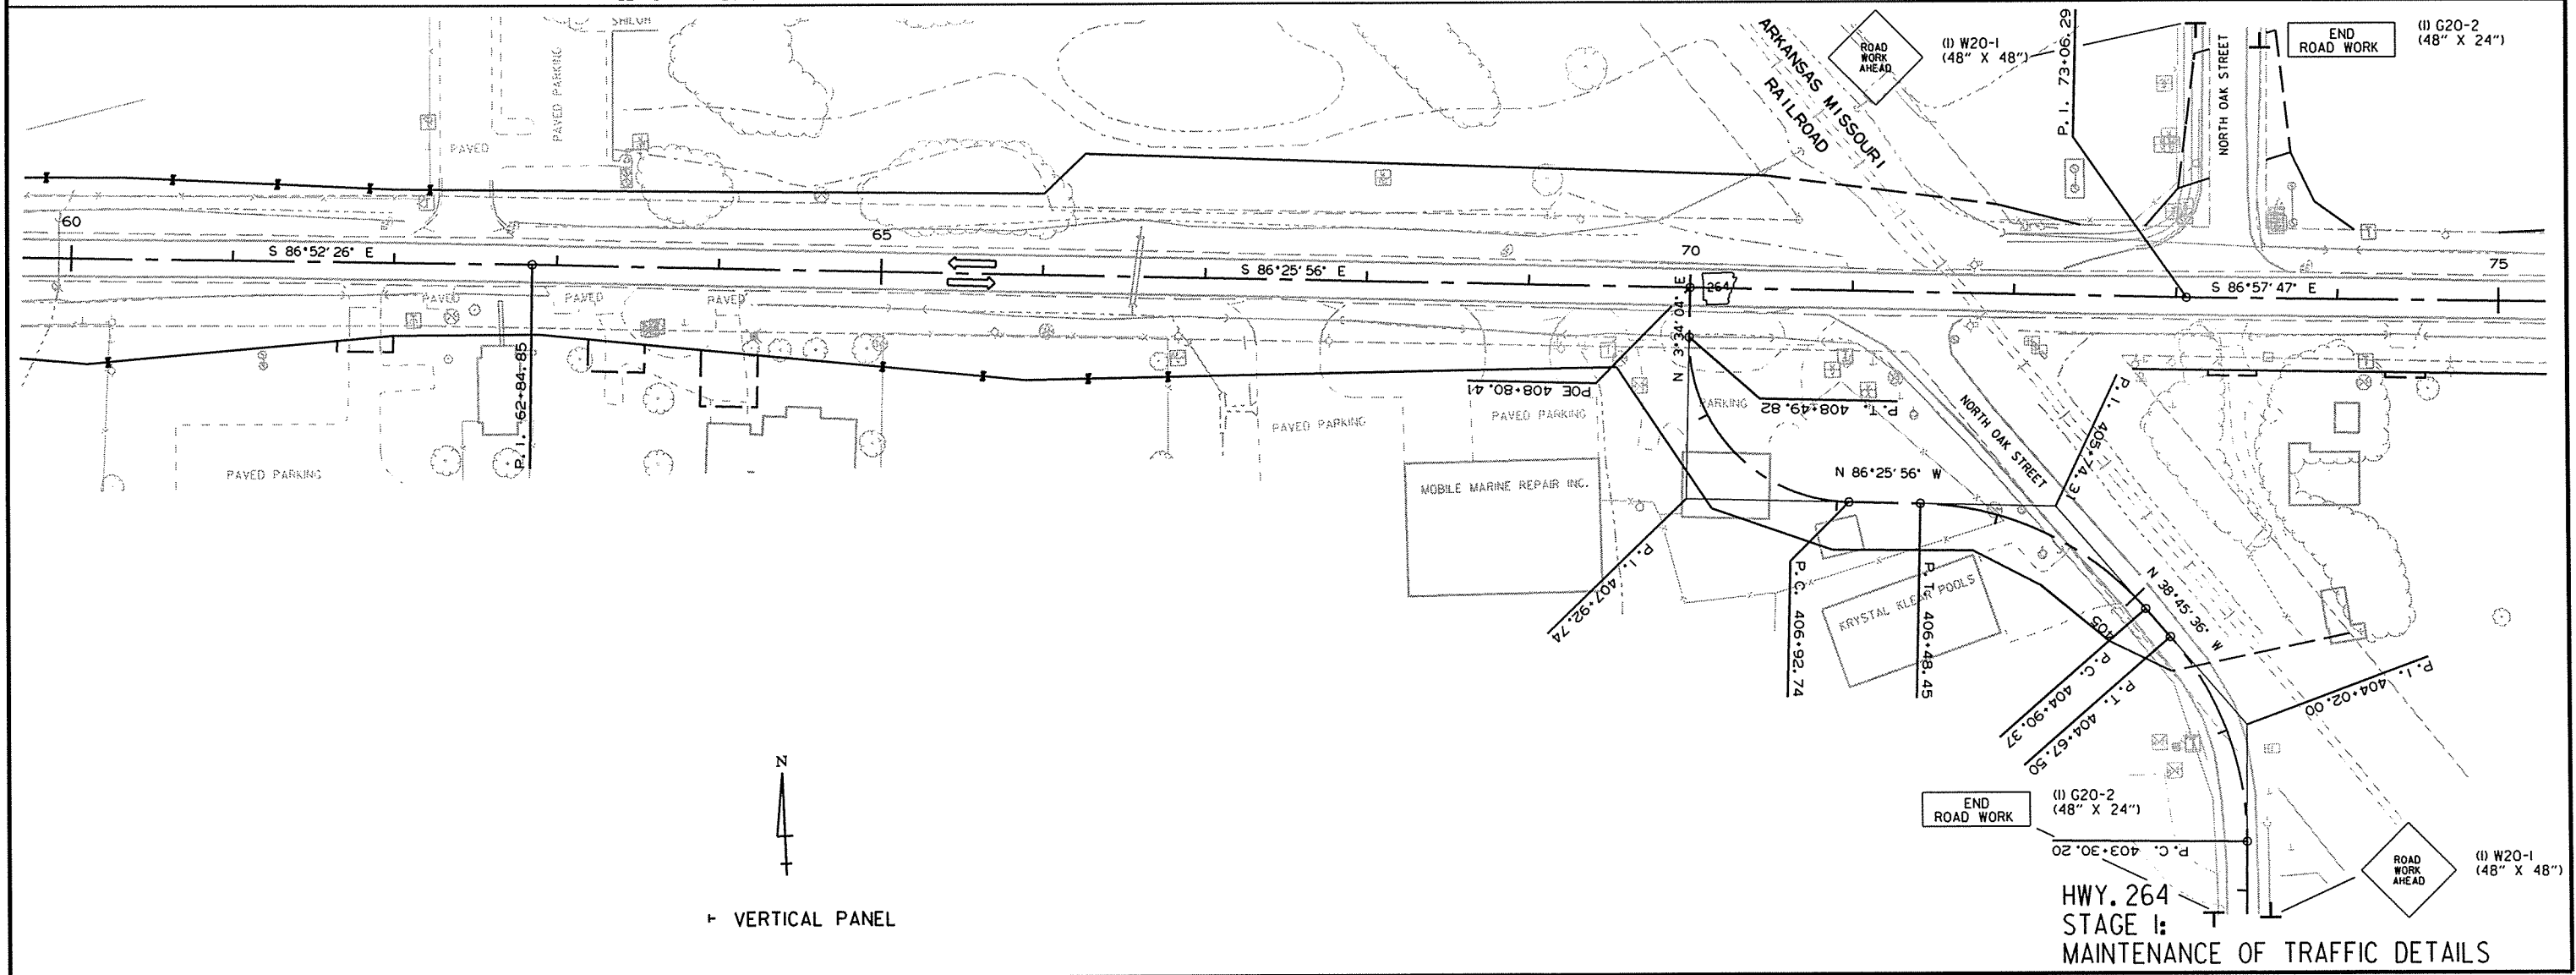 SHILOH
PAVED PARKING
PAVED
ARKANSAS MISSOURI
RAILROAD
ROAD
WORK
AHEAD
(1) W20-1
(48" X 48")
P.I. 73+06.29
NORTH OAK STREET
END
ROAD WORK
(1) G20-2
(48" X 24")
60
65
70
75
S 86°52'26" E
S 86°25'56" E
S 86°57'47" E
264
N 3°34'04" E
PAVED
PAVED
PAVED
P.I. 62+84.85
POE 408+80.41
P.T. 408+49.82
PARKING
PAVED PARKING
PAVED PARKING
PAVED PARKING
MOBILE MARINE REPAIR INC.
N 86°25'56" W
NORTH OAK STREET
P.I. 405+74.31
P.I. 407+92.74
P.C. 406+92.74
P.T. 406+48.45
KRYSTAL KLEAR POOLS
N 38°45'36" W
405
P.C. 404+90.37
P.T. 404+67.50
P.I. 404+02.00
N
END
ROAD WORK
(1) G20-2
(48" X 24")
P.C. 403+30.20
ROAD
WORK
AHEAD
(1) W20-1
(48" X 48")
VERTICAL PANEL
HWY. 264
STAGE 1:
MAINTENANCE OF TRAFFIC DETAILS